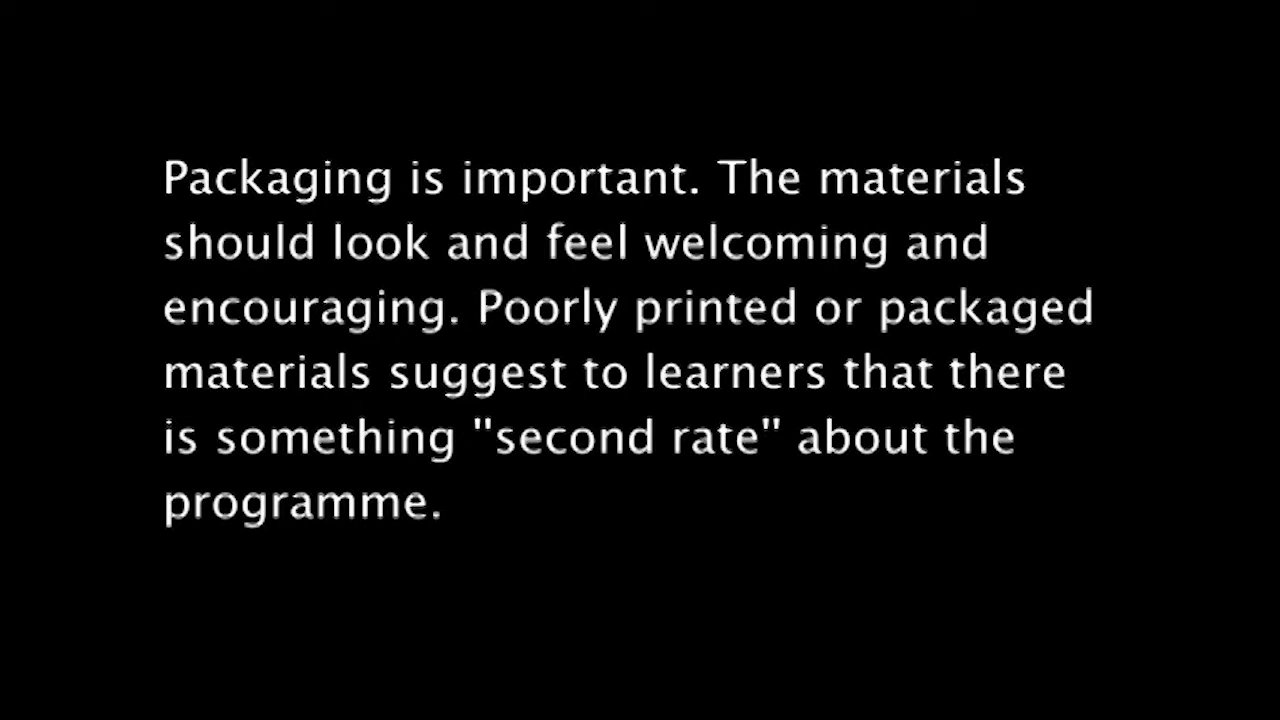 Packaging is important. The materials
should look and feel welcoming and
encouraging. Poorly printed or packaged
materials suggest to learners that there
is something "second rate" about the
programme.